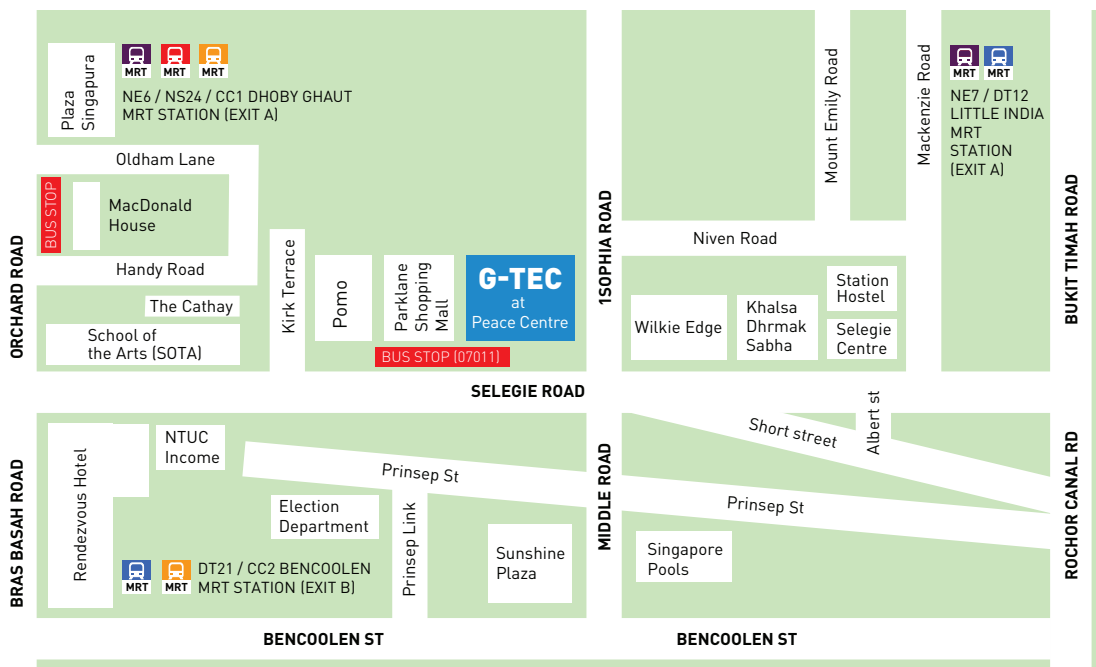 Plaza
Singapura
MRT
MRT
MRT
NE6 / NS24 / CC1 DHOBY GHAUT
MRT STATION (EXIT A)
Oldham Lane
BUS STOP
MacDonald
House
Handy Road
ORCHARD ROAD
The Cathay
School of
the Arts (SOTA)
Kirk Terrace
Pomo
Parklane
Shopping
Mall
G-TEC
at
Peace Centre
BUS STOP (07011)
1SOPHIA ROAD
Mount Emily Road
Mackenzie Road
MRT
MRT
NE7 / DT12
LITTLE INDIA
MRT
STATION
(EXIT A)
BUKIT TIMAH ROAD
Niven Road
Wilkie Edge
Khalsa
Dhrmak
Sabha
Station
Hostel
Selegie
Centre
SELEGIE ROAD
BRAS BASAH ROAD
Rendezvous Hotel
NTUC
Income
Prinsep St
Election
Department
Prinsep Link
MRT
MRT
DT21 / CC2 BENCOOLEN
MRT STATION (EXIT B)
Sunshine
Plaza
MIDDLE ROAD
Short street
Albert st
Prinsep St
Singapore
Pools
ROCHOR CANAL RD
BENCOOLEN ST
BENCOOLEN ST